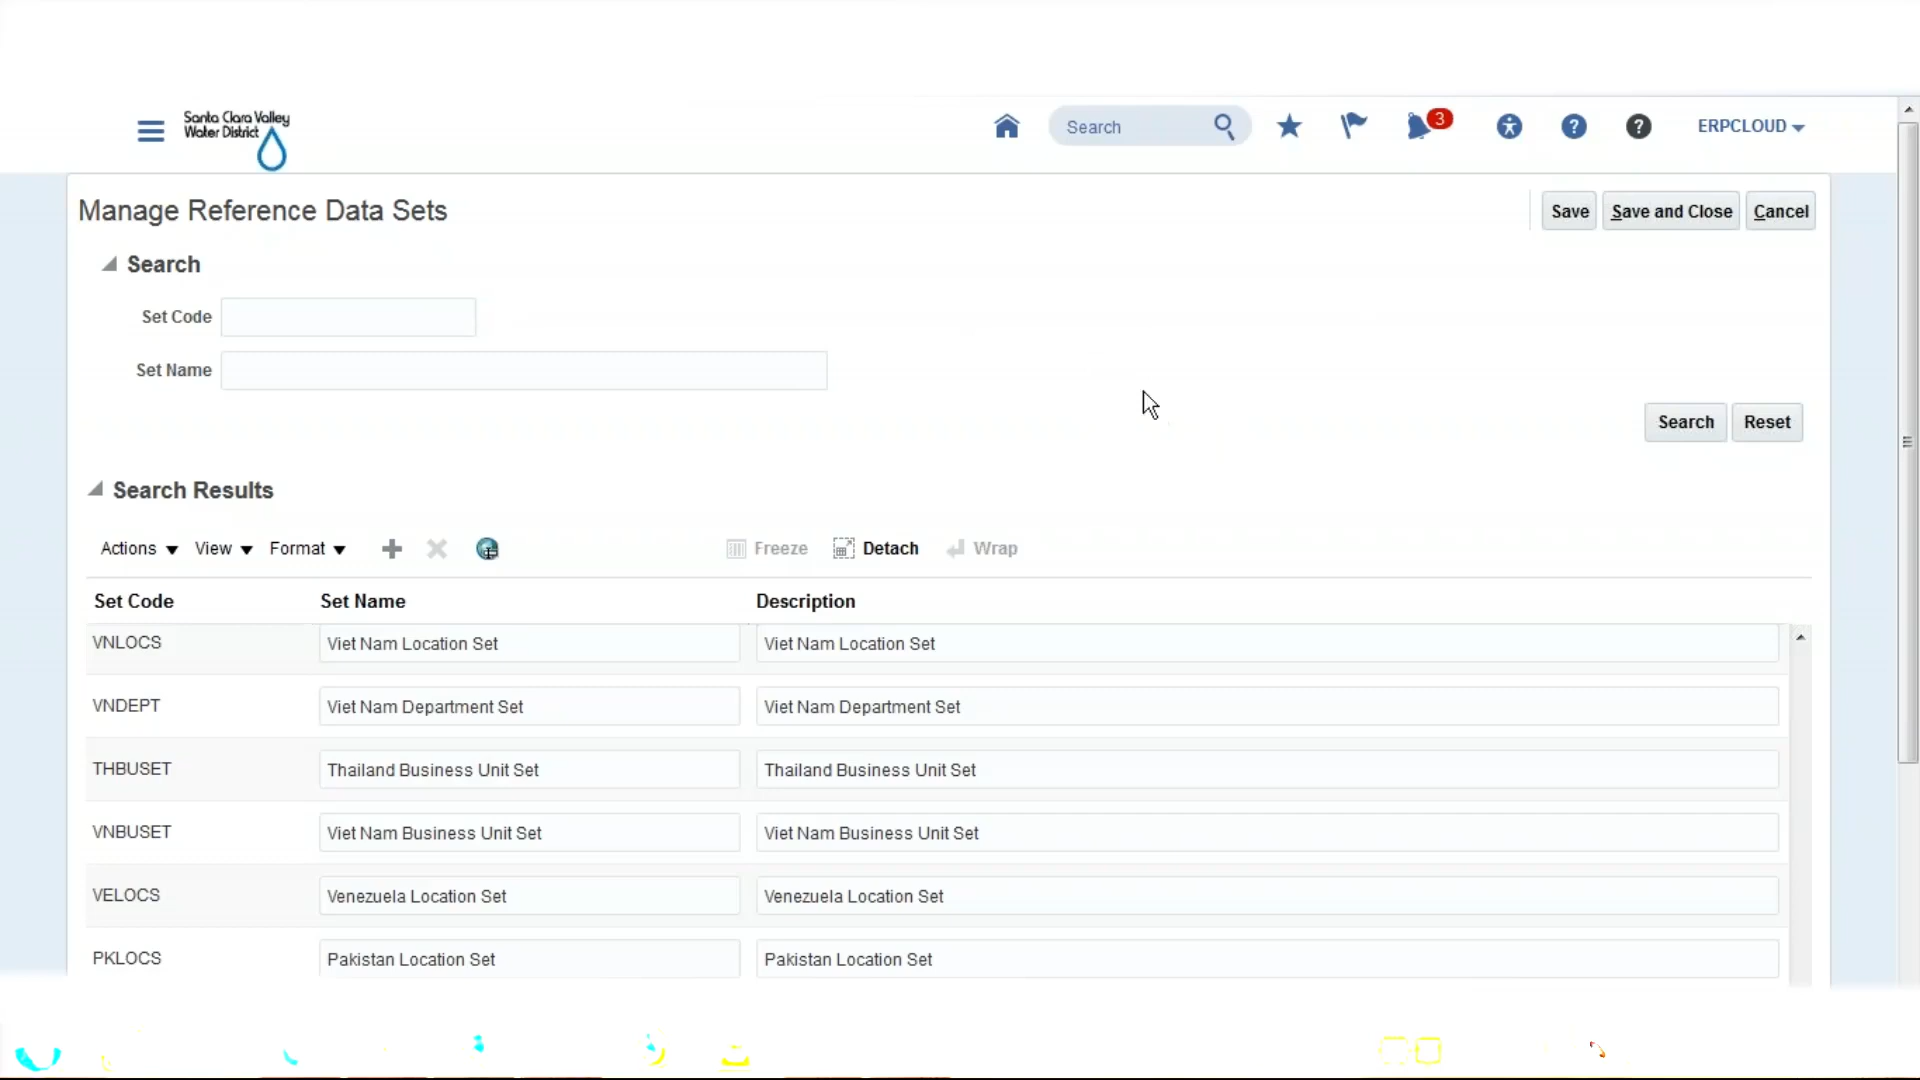 Santa Clara Valley
Water District
Search
3
?
?
ERPCLOUD
Manage Reference Data Sets
Save
Save and Close
Cancel
Search
Set Code
Set Name
Search
Reset
Search Results
Actions
View
Format
Freeze
Detach
Wrap
Set Code Set Name Description
VNLOCS Viet Nam Location Set Viet Nam Location Set
VNDEPT Viet Nam Department Set Viet Nam Department Set
THBUSET Thailand Business Unit Set Thailand Business Unit Set
VNBUSET Viet Nam Business Unit Set Viet Nam Business Unit Set
VELOCS Venezuela Location Set Venezuela Location Set
PKLOCS Pakistan Location Set Pakistan Location Set